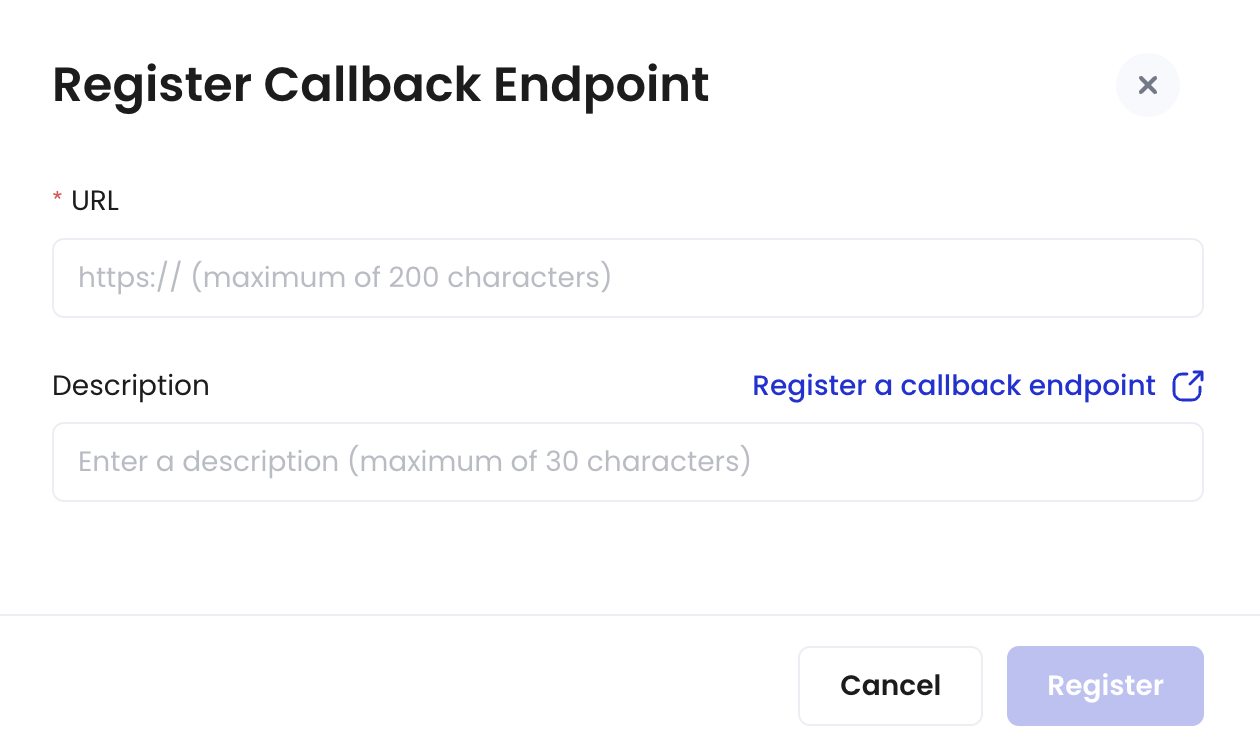 Register Callback Endpoint
* URL
https:// (maximum of 200 characters)
Description
Register a callback endpoint
Enter a description (maximum of 30 characters)
Cancel
Register